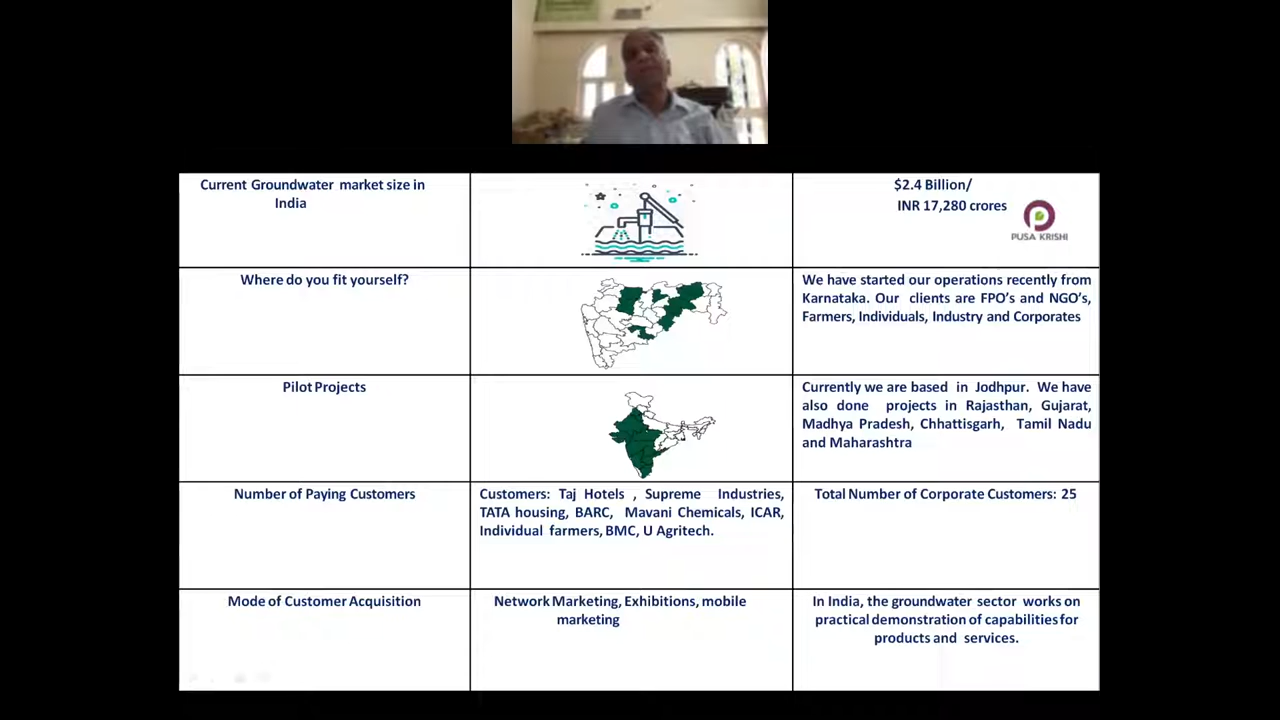 Current Groundwater market size in
India
$2.4 Billion/
INR 17,280 crores
PUSA KRISHI
Where do you fit yourself?
We have started our operations recently from
Karnataka. Our clients are FPO's and NGO's,
Farmers, Individuals, Industry and Corporates
Pilot Projects
Currently we are based in Jodhpur. We have
also done projects in Rajasthan, Gujarat,
Madhya Pradesh, Chhattisgarh, Tamil Nadu
and Maharashtra
Number of Paying Customers
Customers: Taj Hotels , Supreme Industries,
TATA housing, BARC, Mavani Chemicals, ICAR,
Individual farmers, BMC, U Agritech.
Total Number of Corporate Customers: 25
Mode of Customer Acquisition
Network Marketing, Exhibitions, mobile
marketing
In India, the groundwater sector works on
practical demonstration of capabilities for
products and services.